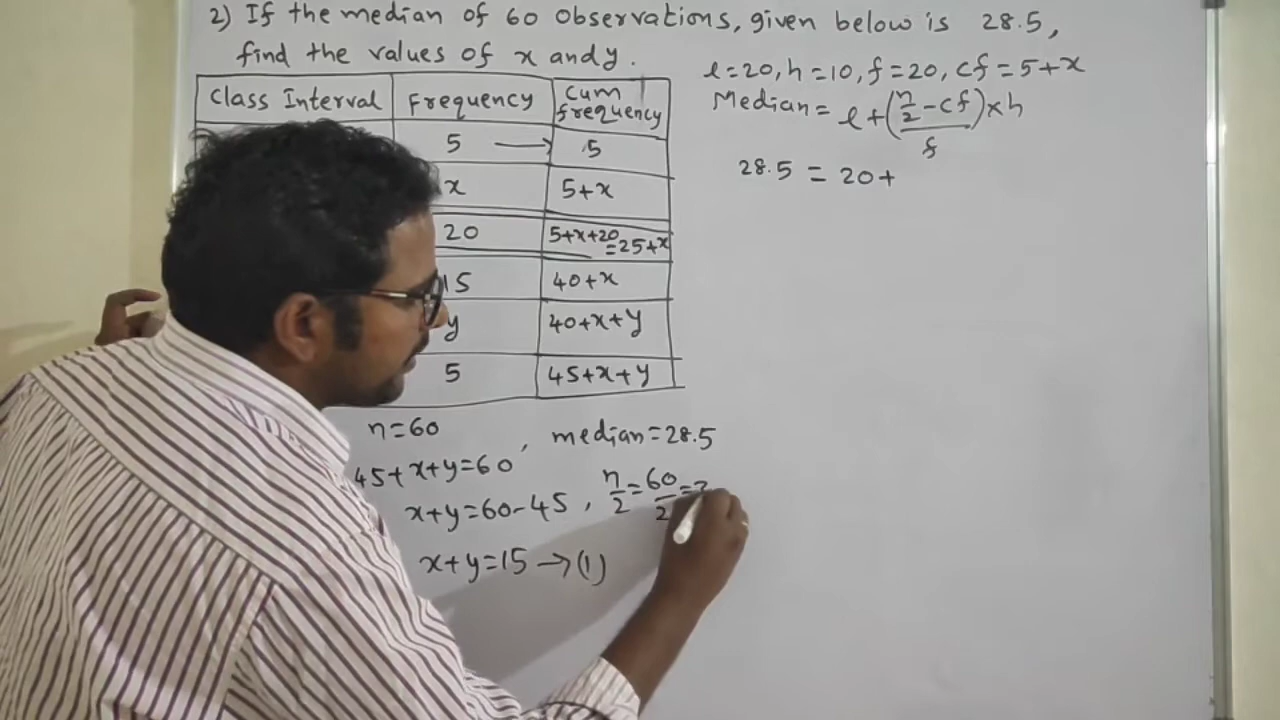 2) If the median of 60 observations, given below is 28.5,
find the values of x and y.
Class Interval Frequency Cum frequency
5 → 5
x 5+x
20 5+x+20 =25+x
15 40+x
y 40+x+y
5 45+x+y
n=60 , median=28.5
45+x+y=60
x+y=60-45 , n/2=60/2=3
x+y=15 →(1)
l=20, h=10, f=20, cf=5+x
Median= l+(n/2-cf)/f×h
28.5 = 20+